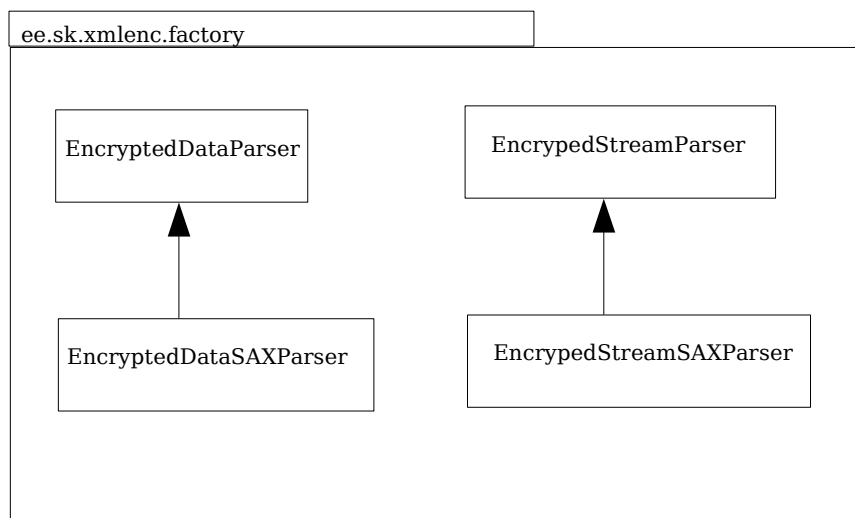 ee.sk.xmlenc.factory
EncryptedDataParser
EncrypedStreamParser
EncryptedDataSAXParser
EncrypedStreamSAXParser